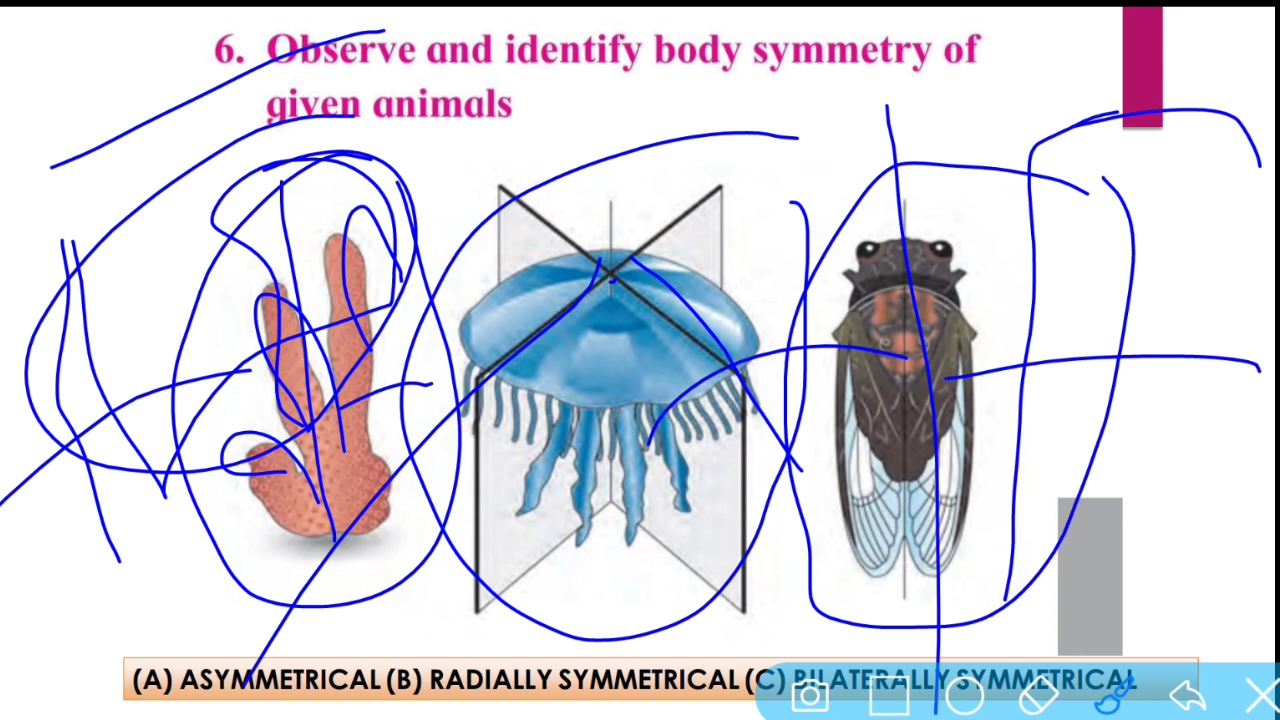 6. Observe and identify body symmetry of
given animals
(A) ASYMMETRICAL (B) RADIALLY SYMMETRICAL (C) BILATERALLY SYMMETRICAL